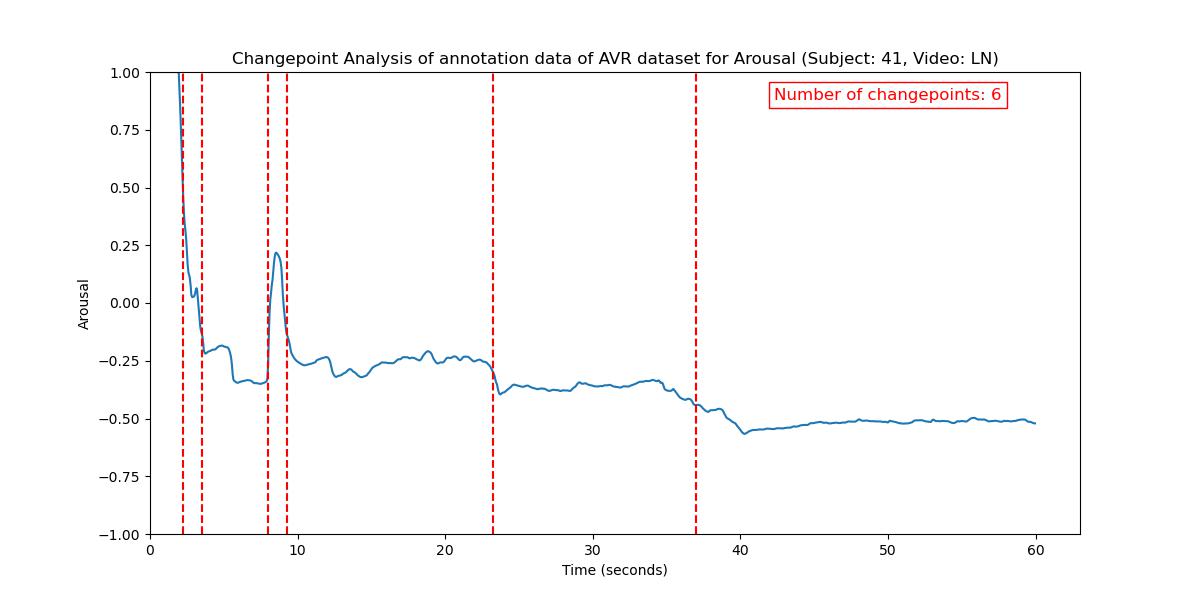 Changepoint Analysis of annotation data of AVR dataset for Arousal (Subject: 41, Video: LN)
Number of changepoints: 6
1.00
0.75
0.50
0.25
0.00
−0.25
−0.50
−0.75
−1.00
Arousal
0 10 20 30 40 50 60
Time (seconds)